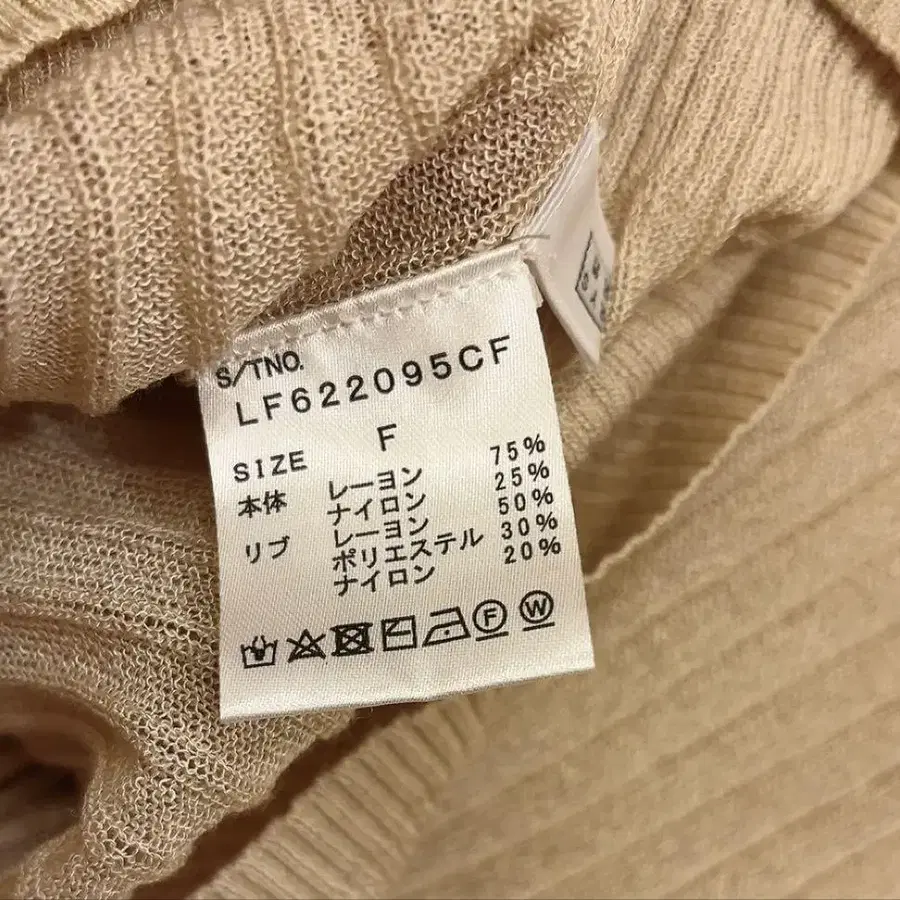 S/TNO.
LF622095CF
SIZE F
本体 レーヨン 75%
ナイロン 25%
リブ レーヨン 50%
ポリエステル 30%
ナイロン 20%
F W